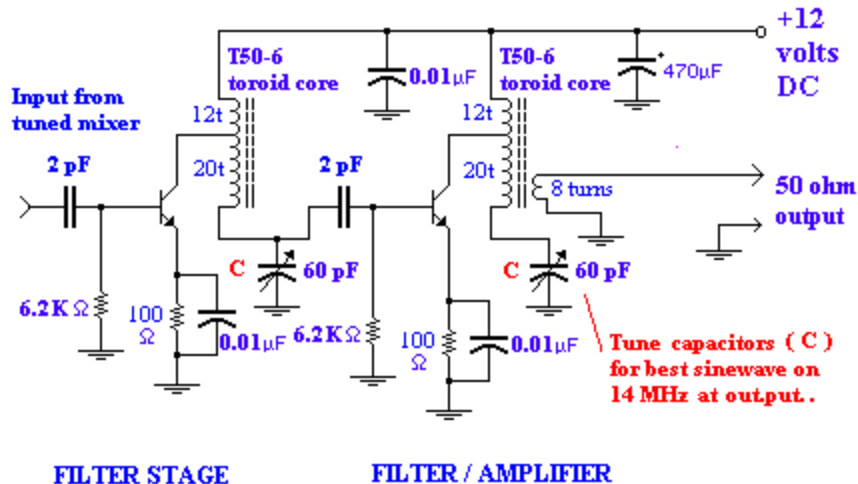 +12
volts
DC
T50-6
toroid core
0.01µF
T50-6
toroid core
470µF
Input from
tuned mixer
12t
12t
2 pF
20t
2 pF
20t
8 turns
50 ohm
output
C
60 pF
C
60 pF
6.2K Ω
100
Ω
0.01µF
6.2K Ω
100
Ω
0.01µF
Tune capacitors ( C )
for best sinewave on
14 MHz at out.put. .
FILTER STAGE
FILTER / AMPLIFIER